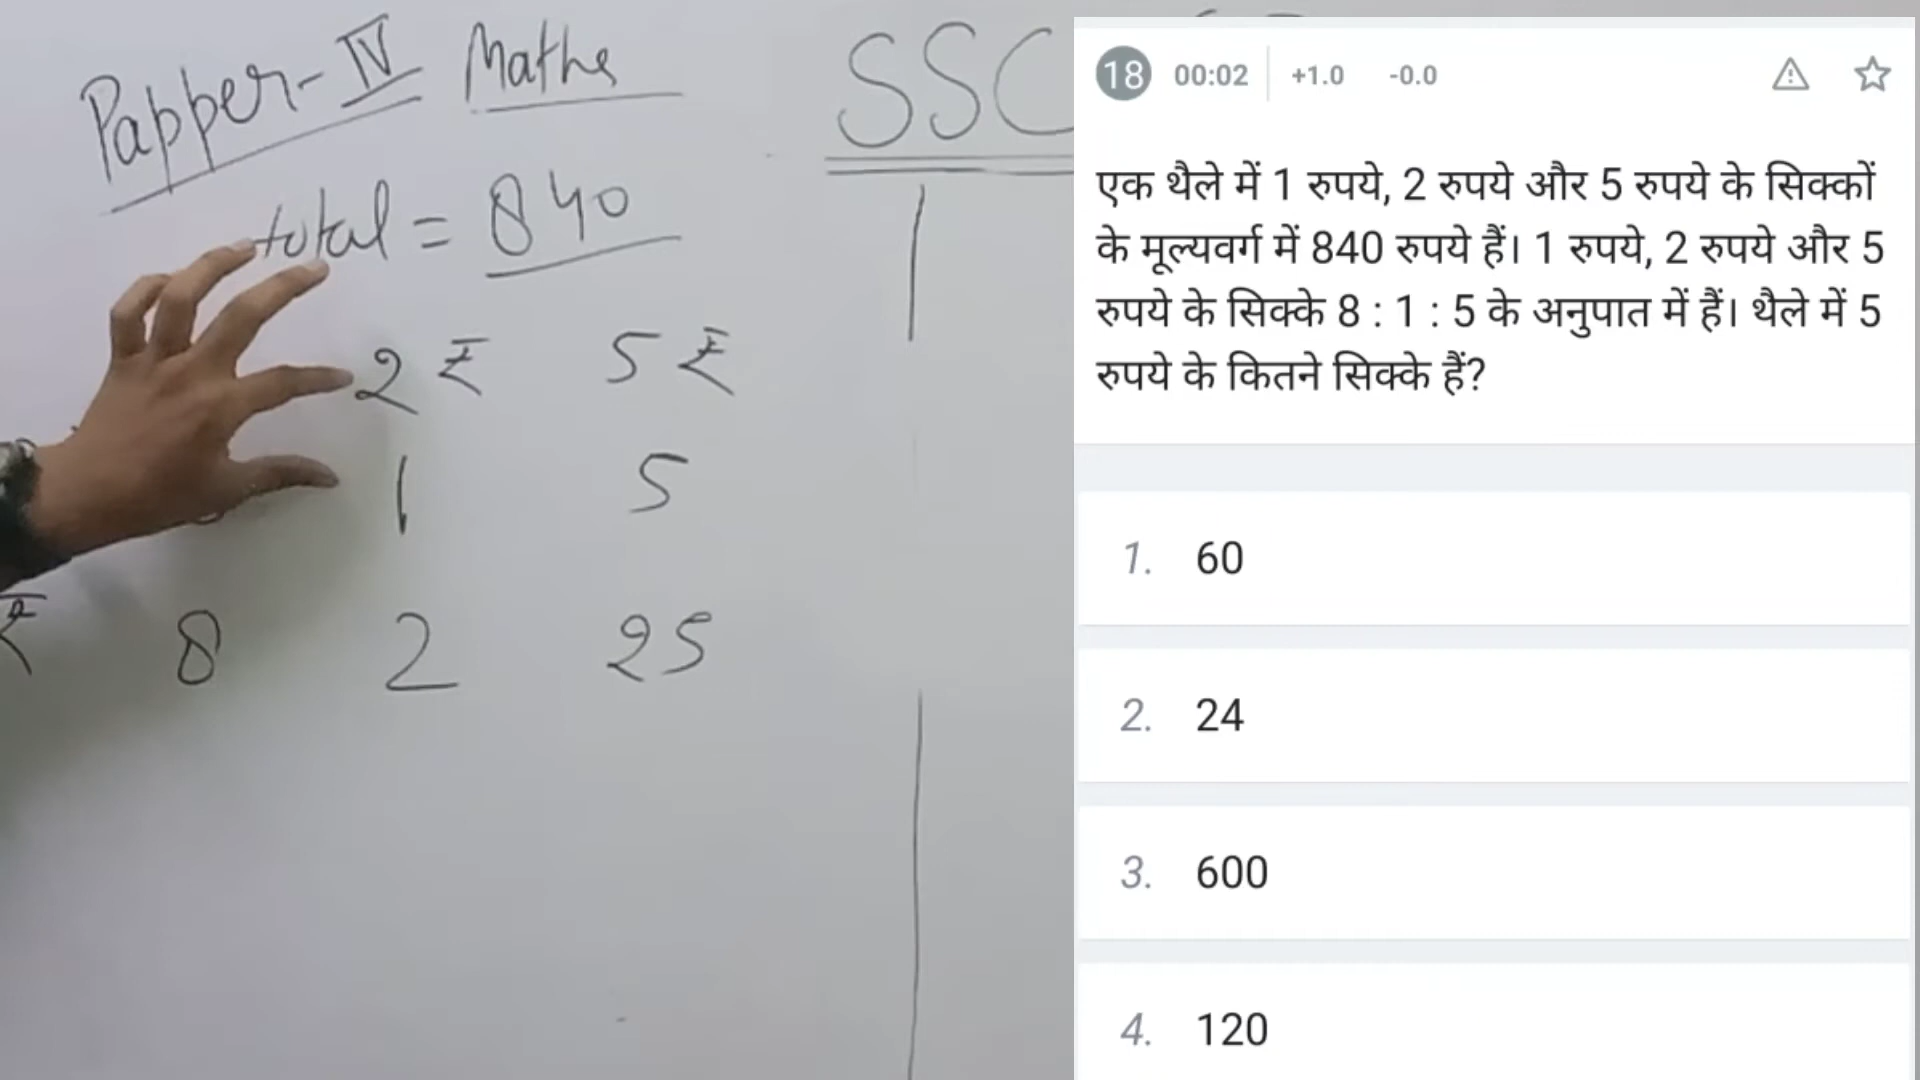 Papper-IV Maths
total = 840
2 ₹ 5 ₹
1 5
₹ 8 2 25
SSC
18 00:02 +1.0 -0.0
एक थैले में 1 रुपये, 2 रुपये और 5 रुपये के सिक्कों
के मूल्यवर्ग में 840 रुपये हैं। 1 रुपये, 2 रुपये और 5
रुपये के सिक्के 8 : 1 : 5 के अनुपात में हैं। थैले में 5
रुपये के कितने सिक्के हैं?
1. 60
2. 24
3. 600
4. 120